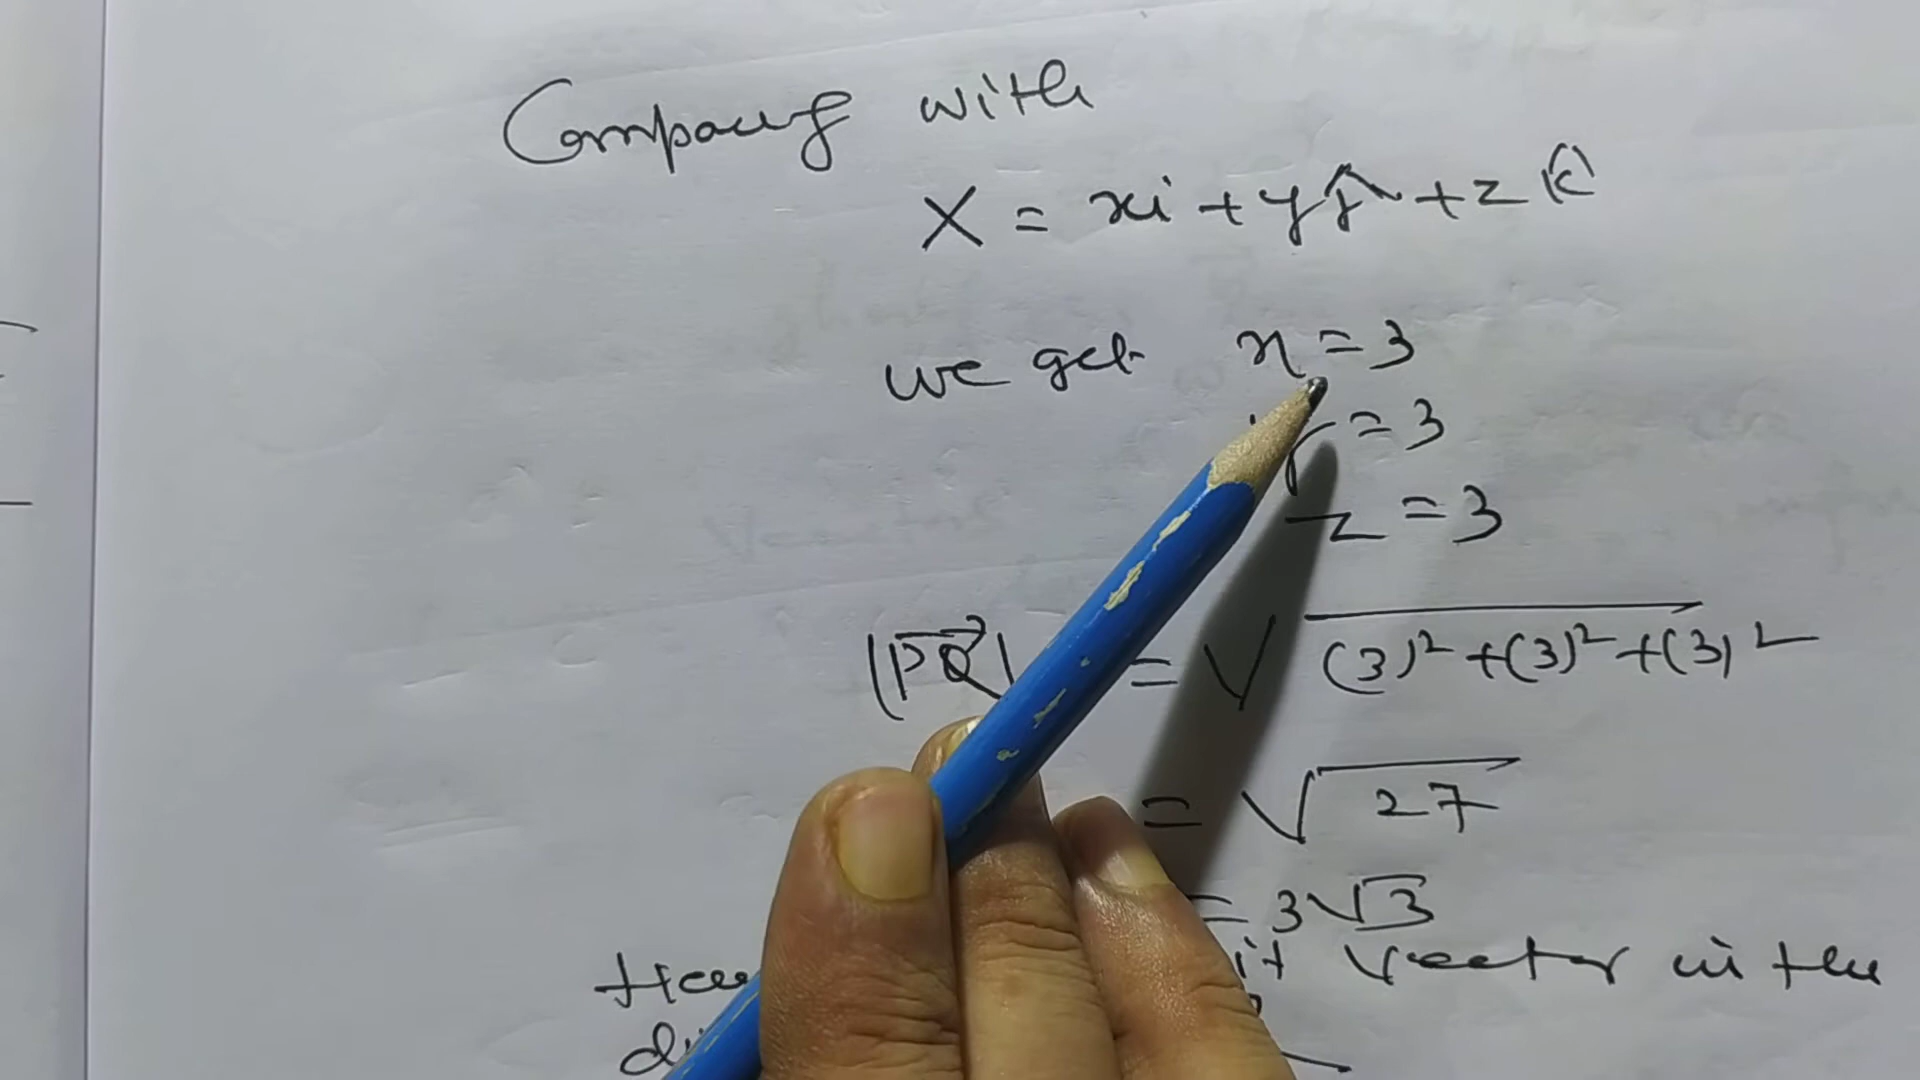 Comparing with
X = xi + yĵ + zk̂
we get x = 3
y = 3
z = 3
|PQ⃗| = √(3)² + (3)² + (3)²
= √27
= 3√3
vector in the